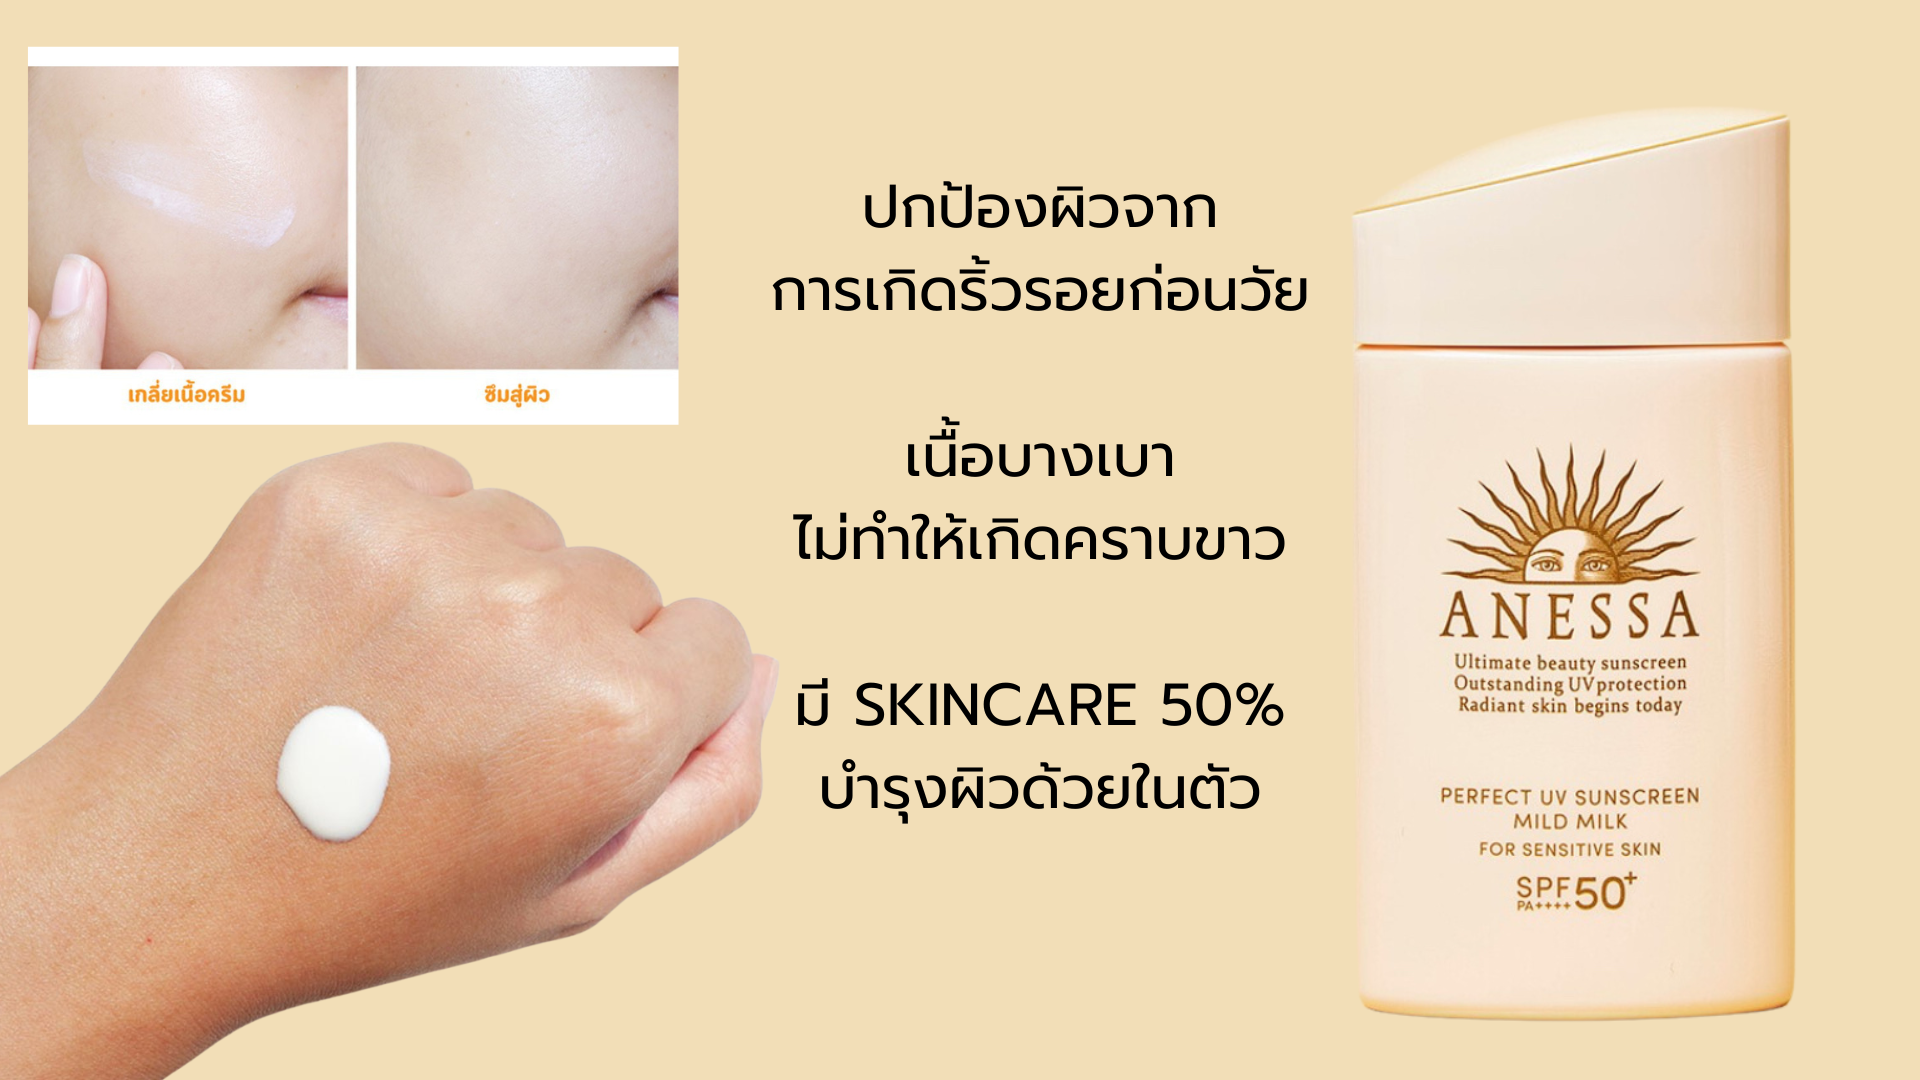 เกลี่ยเนื้อครีม
ซึมสู่ผิว
ปกป้องผิวจาก
การเกิดริ้วรอยก่อนวัย
เนื้อบางเบา
ไม่ทำให้เกิดคราบขาว
มี SKINCARE 50%
บำรุงผิวด้วยในตัว
ANESSA
Ultimate beauty sunscreen
Outstanding UV protection
Radiant skin begins today
PERFECT UV SUNSCREEN
MILD MILK
FOR SENSITIVE SKIN
SPF 50+
PA++++